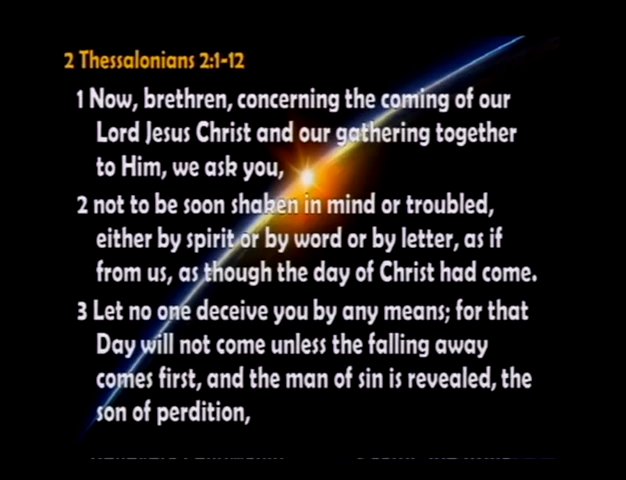 2 Thessalonians 2:1-12
1 Now, brethren, concerning the coming of our
Lord Jesus Christ and our gathering together
to Him, we ask you,
2 not to be soon shaken in mind or troubled,
either by spirit or by word or by letter, as if
from us, as though the day of Christ had come.
3 Let no one deceive you by any means; for that
Day will not come unless the falling away
comes first, and the man of sin is revealed, the
son of perdition,